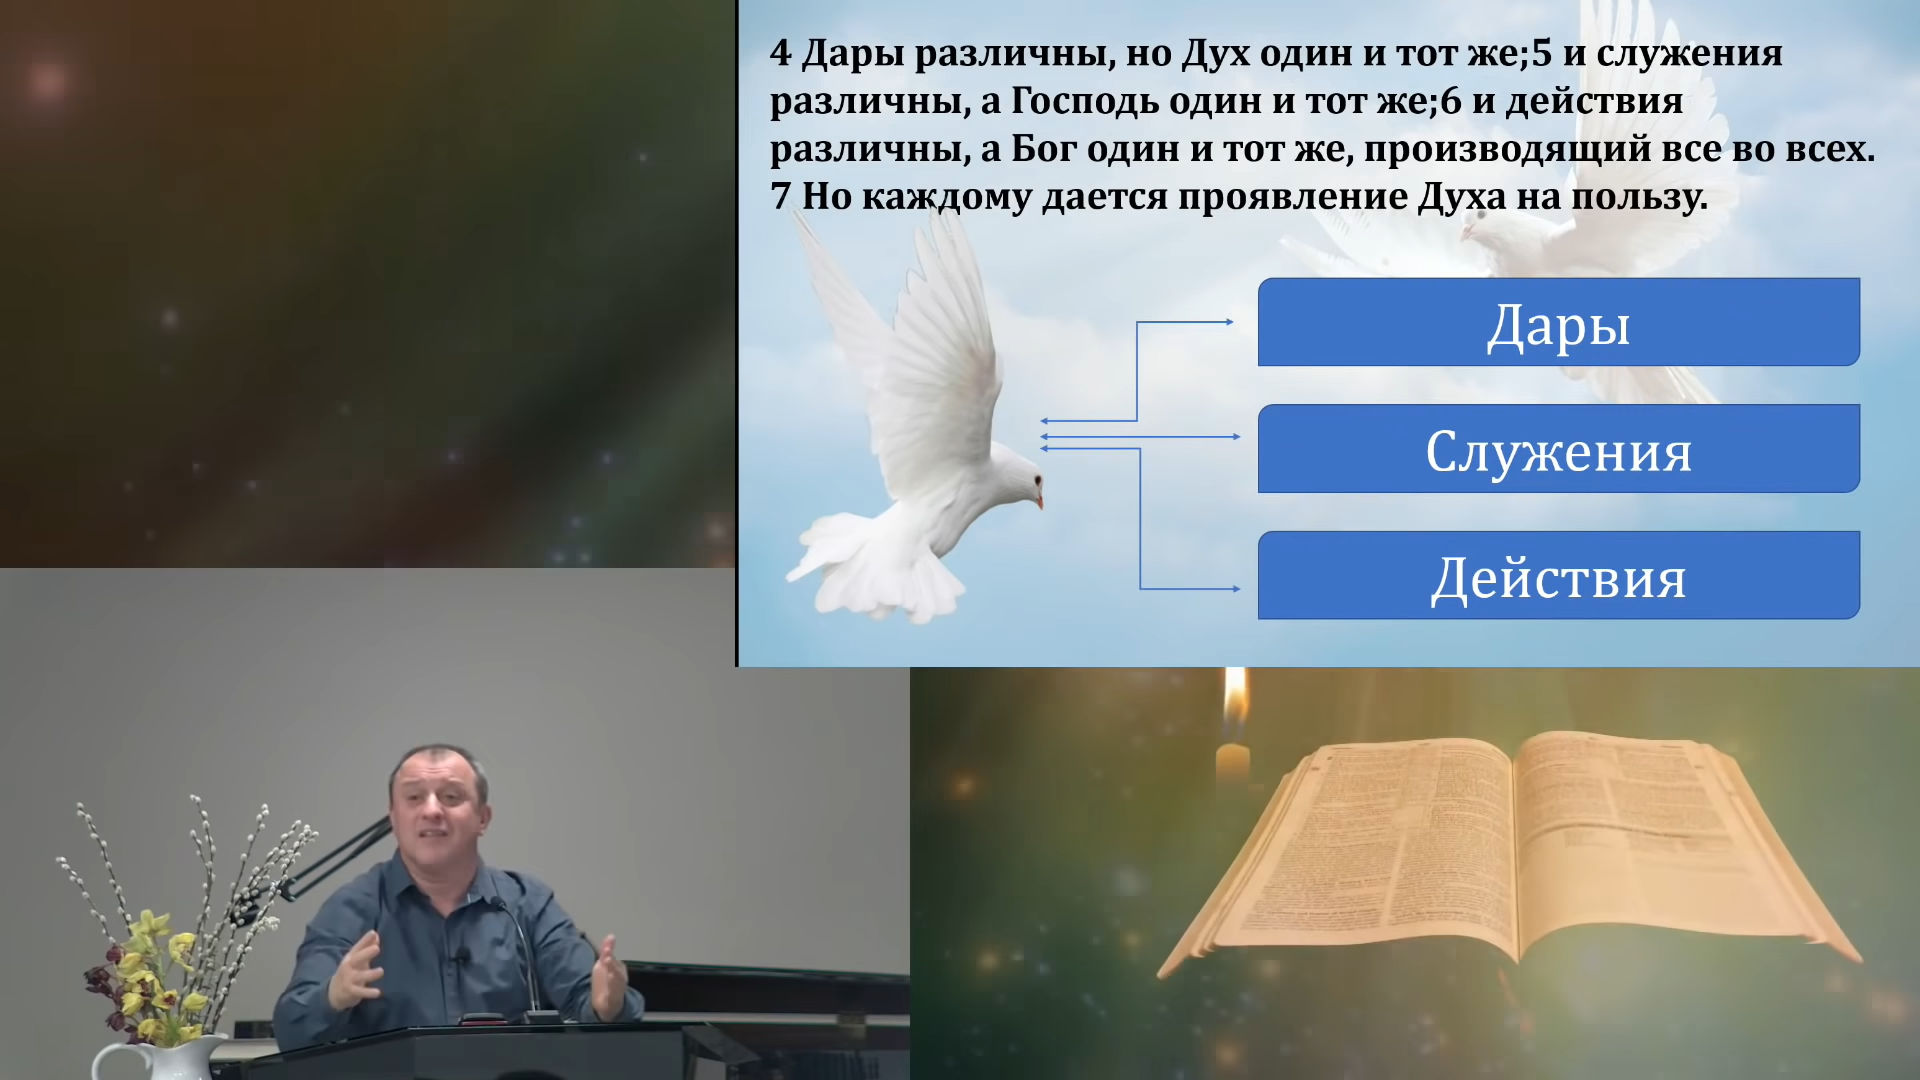 4 Дары различны, но Дух один и тот же;5 и служения
различны, а Господь один и тот же;6 и действия
различны, а Бог один и тот же, производящий все во всех.
7 Но каждому дается проявление Духа на пользу.
Дары
Служения
Действия